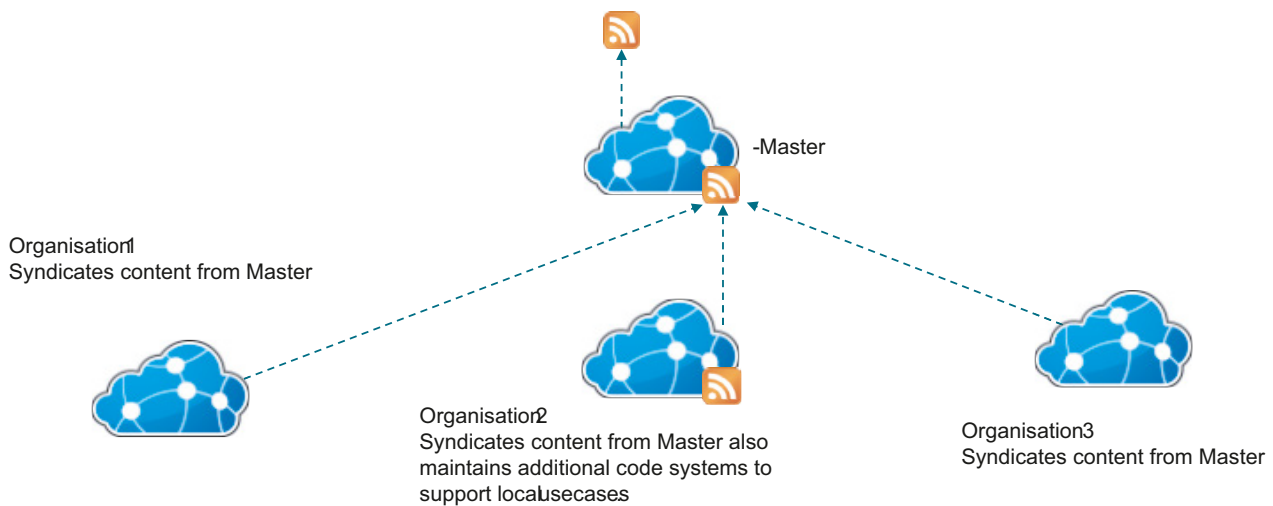 -Master
Organisation1
Syndicates content from Master
Organisation2
Syndicates content from Master also
maintains additional code systems to
support localusecases.
Organisation3
Syndicates content from Master